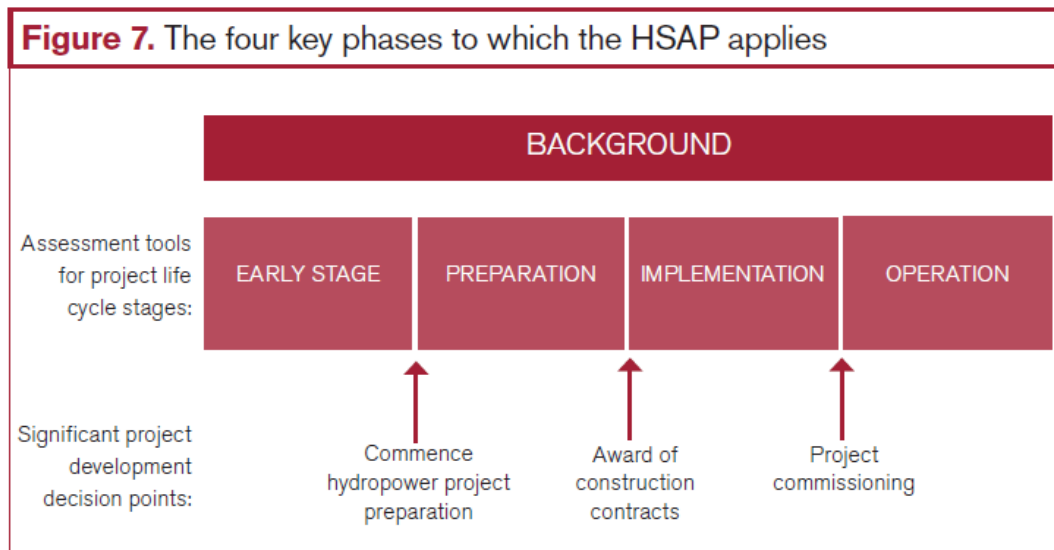 Figure 7. The four key phases to which the HSAP applies
BACKGROUND
Assessment tools
for project life
cycle stages:
EARLY STAGE
PREPARATION
IMPLEMENTATION
OPERATION
Significant project
development
decision points:
Commence
hydropower project
preparation
Award of
construction
contracts
Project
commissioning